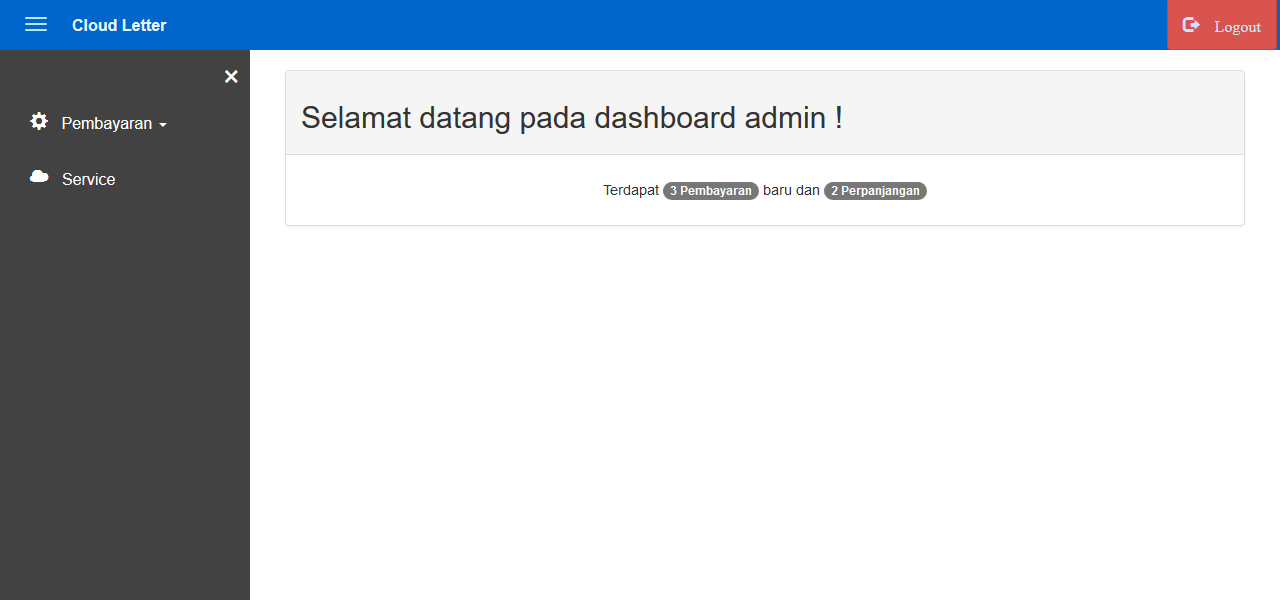 Cloud Letter
Logout
Pembayaran
Service
Selamat datang pada dashboard admin !
Terdapat 3 Pembayaran baru dan 2 Perpanjangan